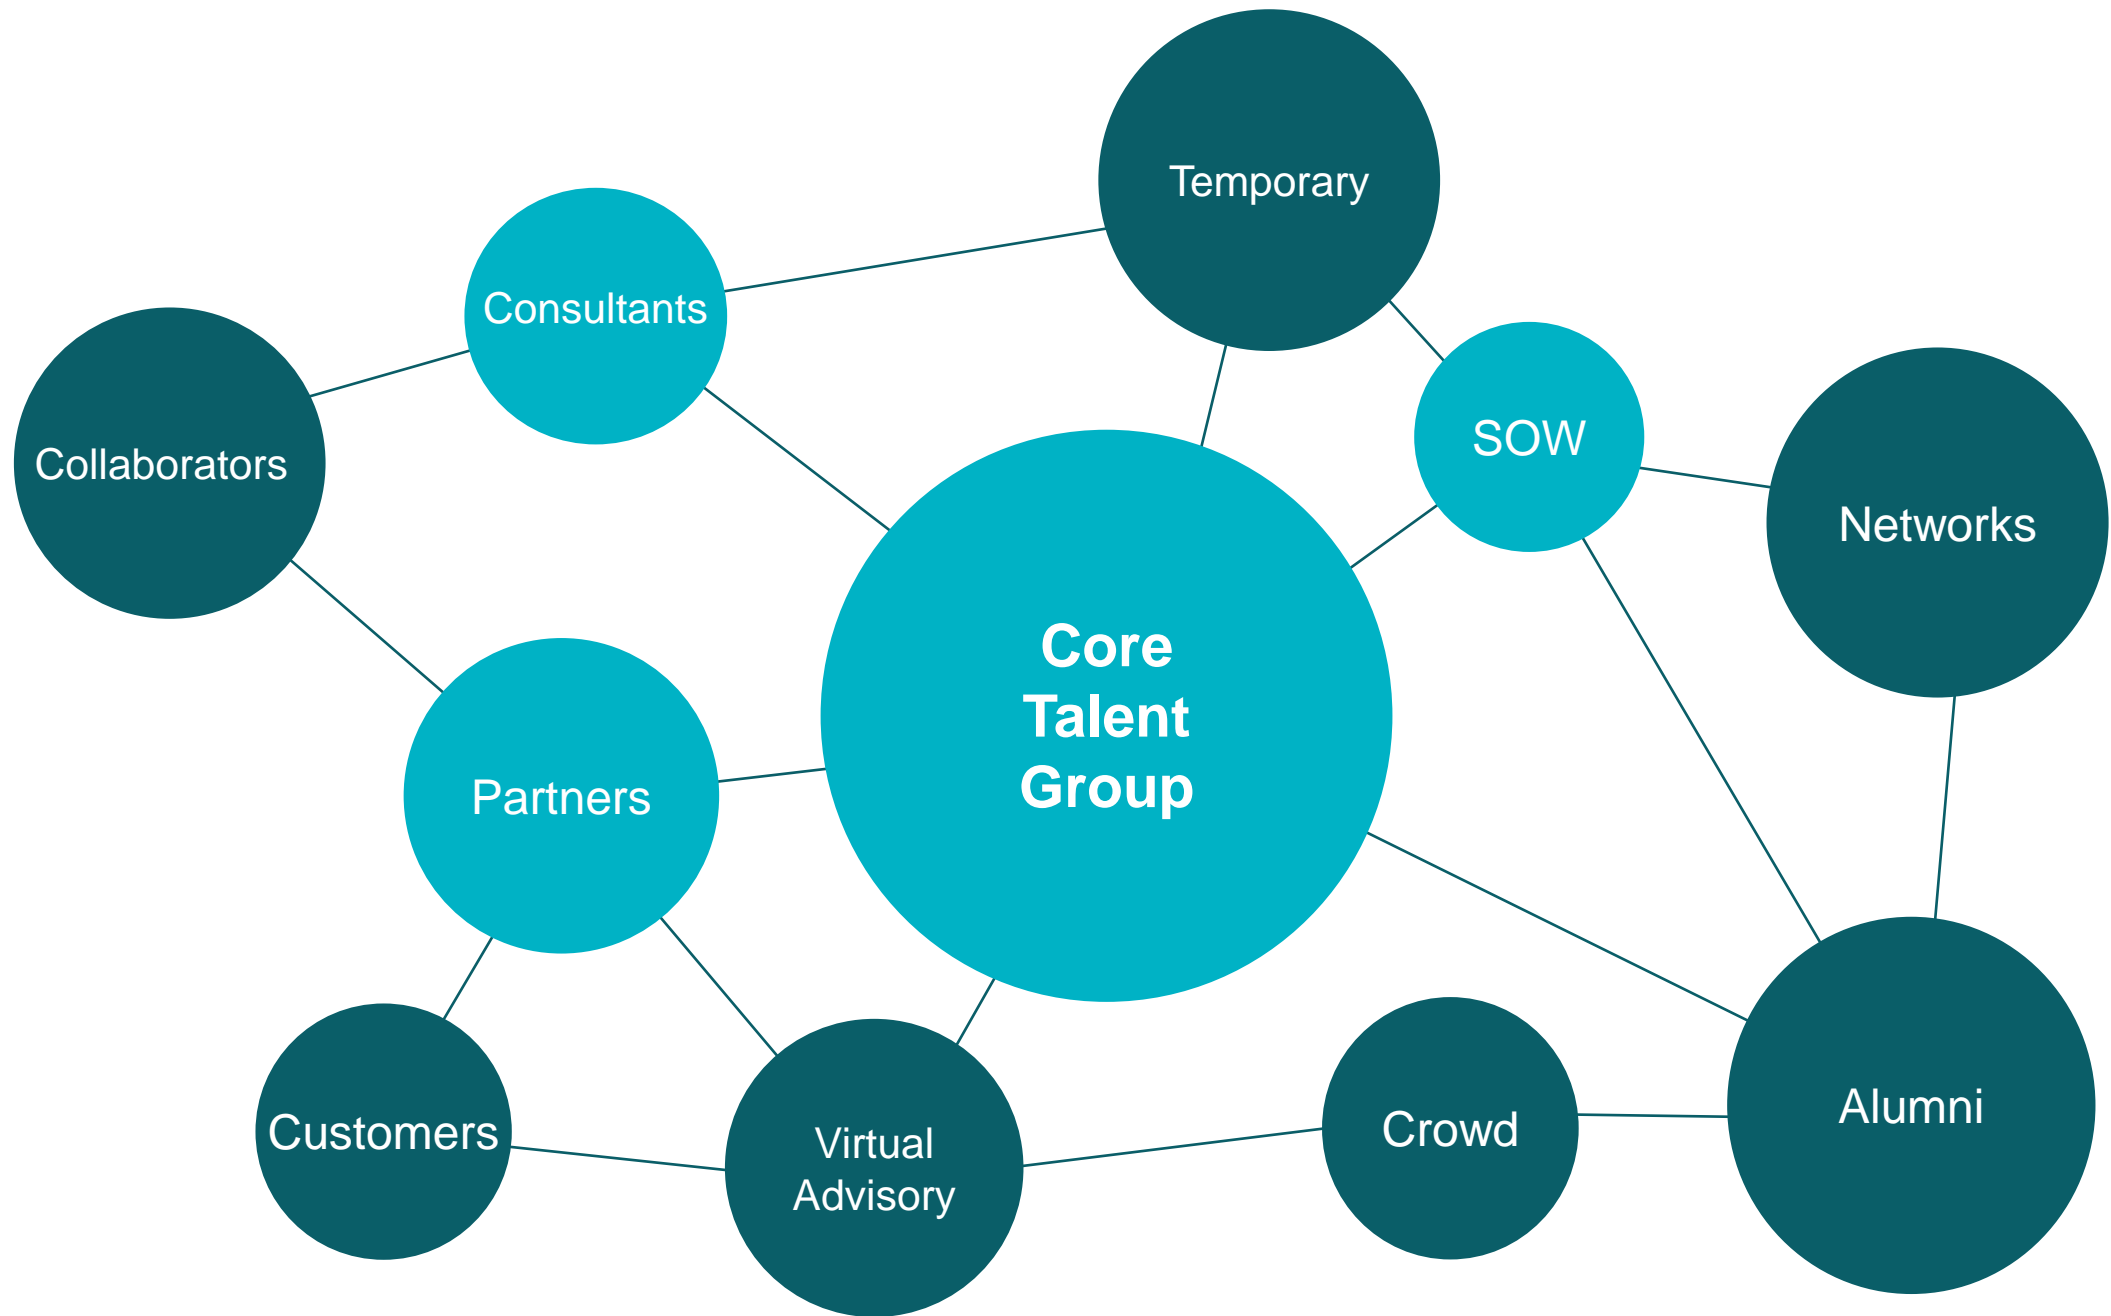 Temporary
Consultants
SOW
Collaborators
Networks
Core
Talent
Group
Partners
Alumni
Crowd
Customers
Virtual
Advisory